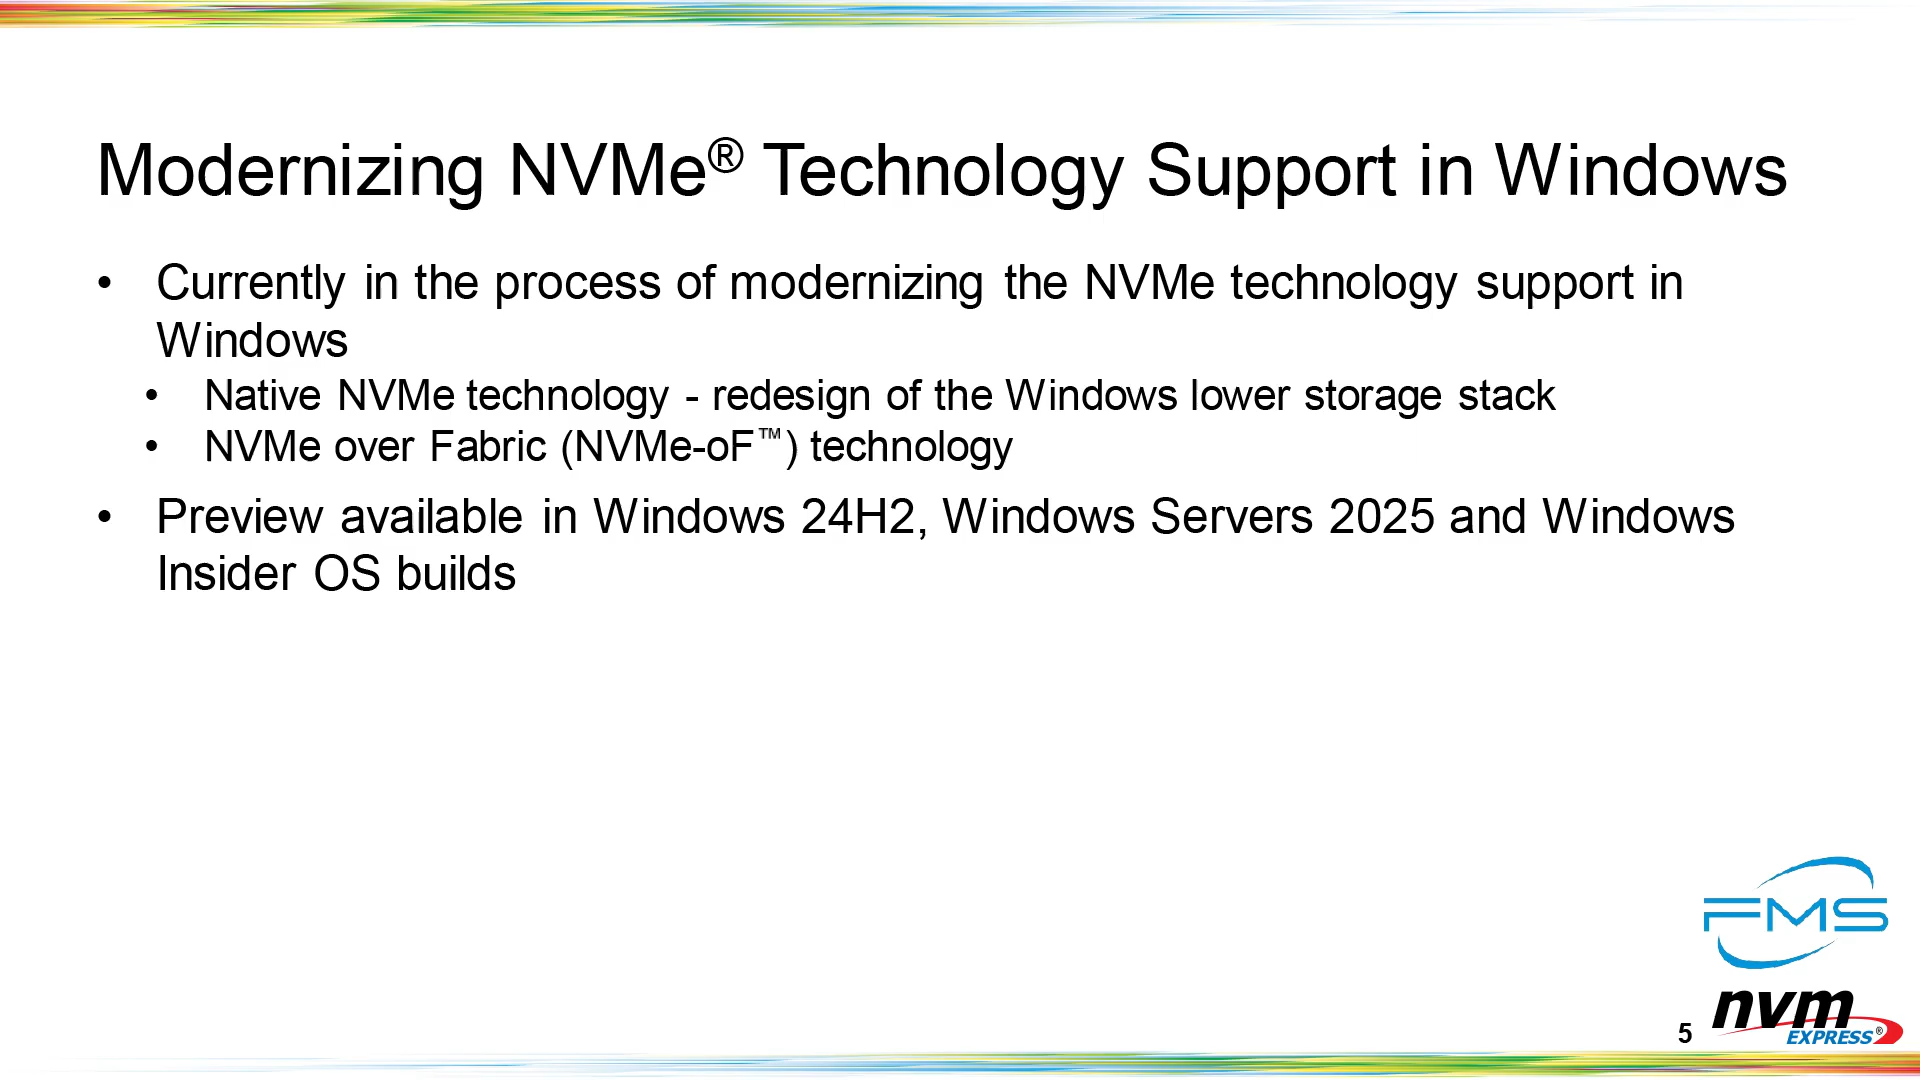 Modernizing NVMe® Technology Support in Windows
• Currently in the process of modernizing the NVMe technology support in
Windows
• Native NVMe technology - redesign of the Windows lower storage stack
• NVMe over Fabric (NVMe-oF™) technology
• Preview available in Windows 24H2, Windows Servers 2025 and Windows
Insider OS builds
FMS
nvm
EXPRESS®
5